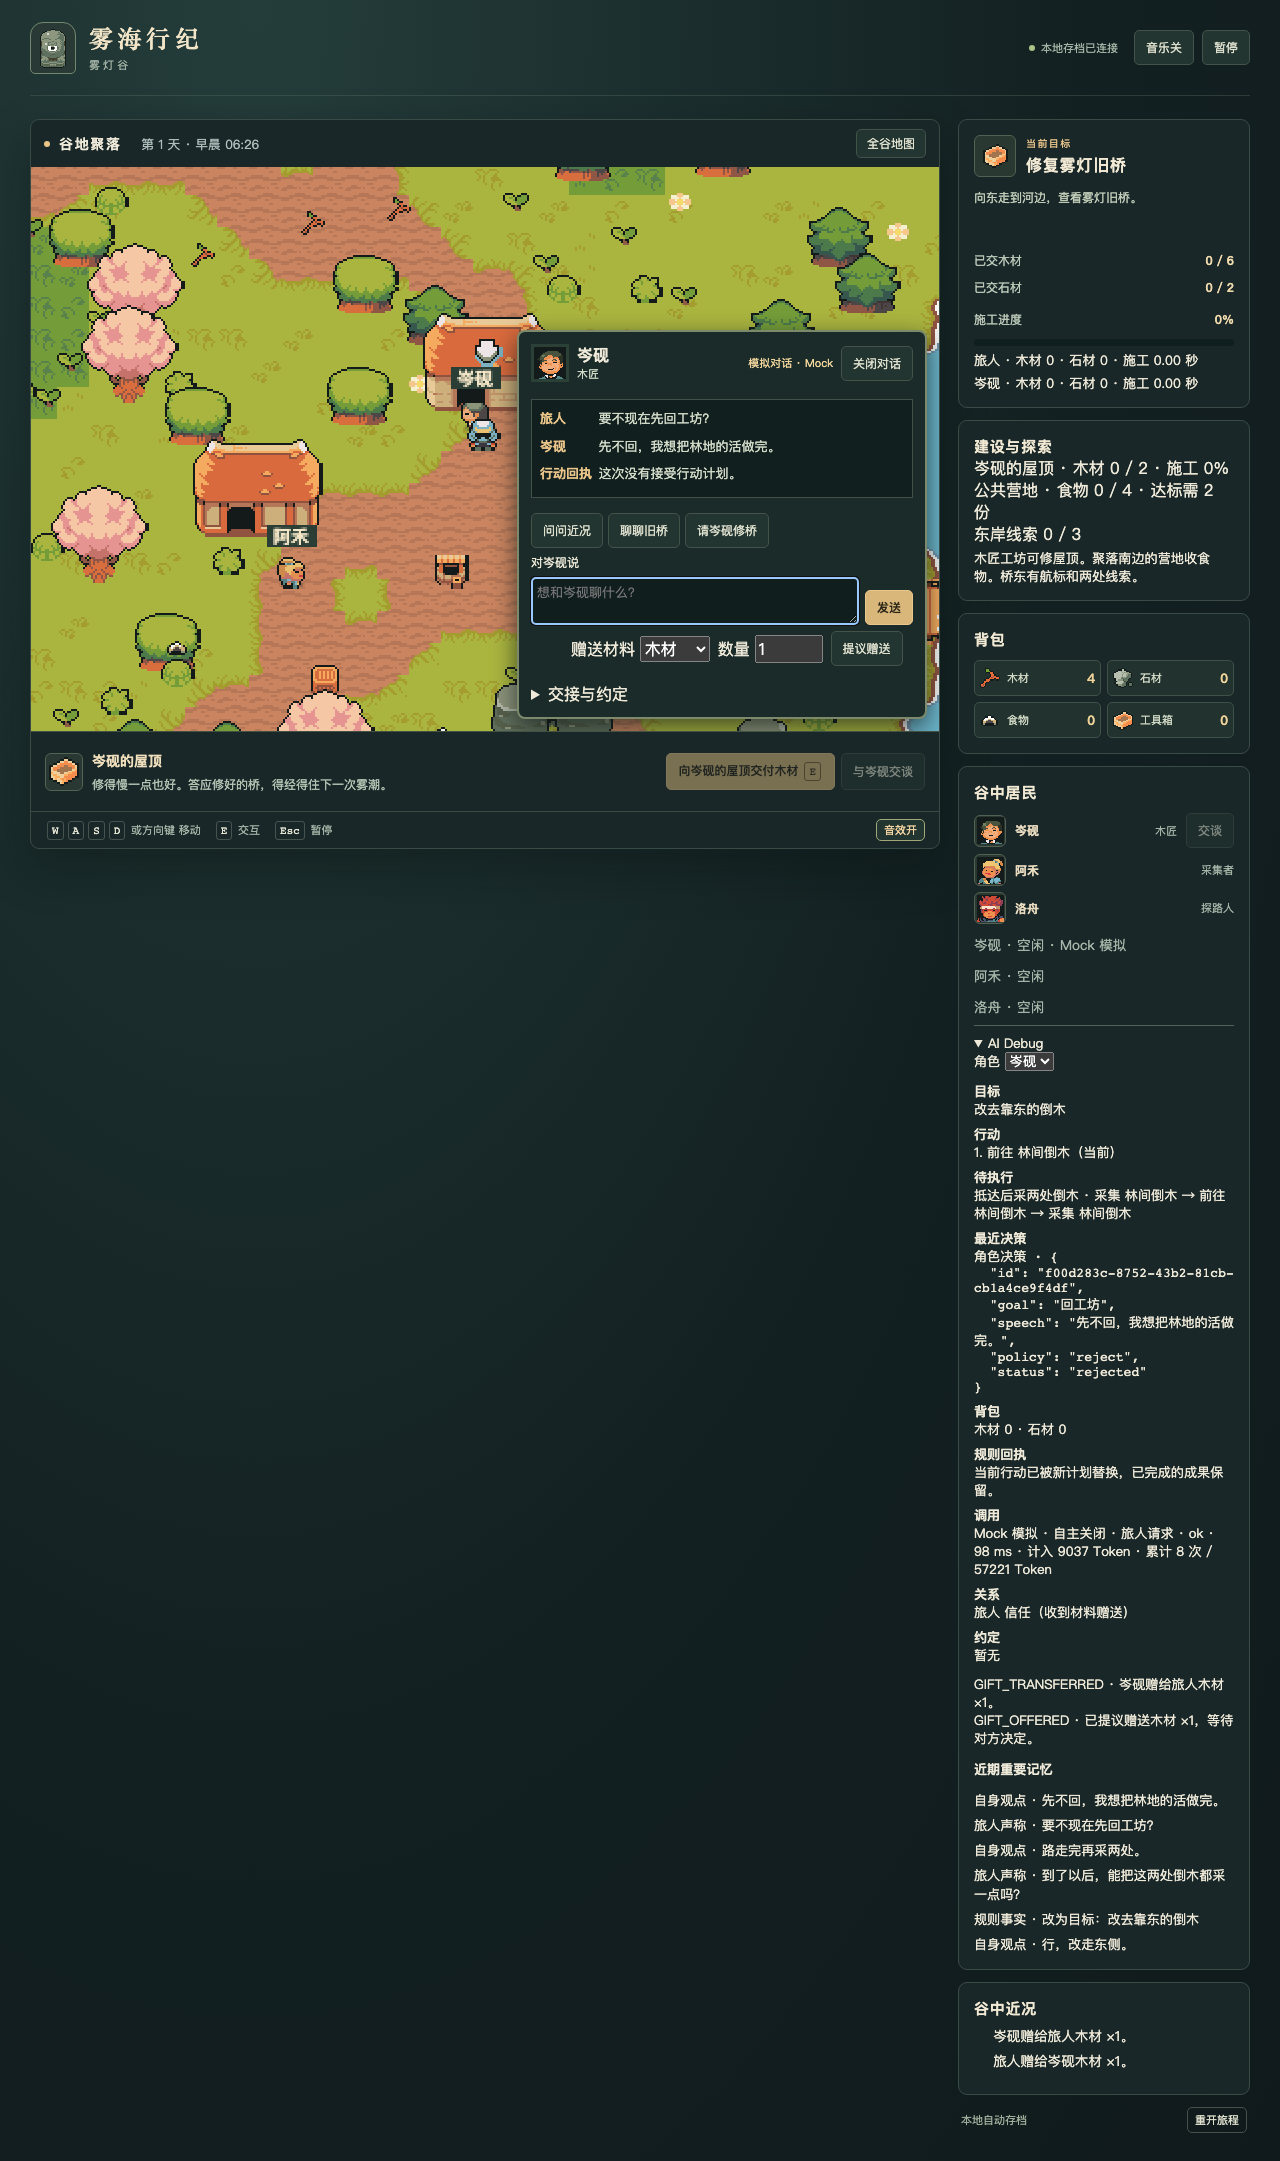 雾海行纪
雾灯谷
本地存档已连接
音乐关
暂停
谷地聚落
第 1 天 · 早晨 06:26
全谷地图
岑砚
阿禾
岑砚
木匠
模拟对话 · Mock
关闭对话
旅人 要不现在先回工坊？
岑砚 先不回，我想把林地的活做完。
行动回执 这次没有接受行动计划。
问问近况
聊聊旧桥
请岑砚修桥
对岑砚说
想和岑砚聊什么？
发送
赠送材料 木材 数量 1 提议赠送
▶ 交接与约定
岑砚的屋顶
修得慢一点也好。答应修好的桥，得经得住下一次雾潮。
向岑砚的屋顶交付木材 E
与岑砚交谈
W A S D 或方向键 移动 E 交互 Esc 暂停
音效开
当前目标
修复雾灯旧桥
向东走到河边，查看雾灯旧桥。
已交木材 0 / 6
已交石材 0 / 2
施工进度 0%
旅人 · 木材 0 · 石材 0 · 施工 0.00 秒
岑砚 · 木材 0 · 石材 0 · 施工 0.00 秒
建设与探索
岑砚的屋顶 · 木材 0 / 2 · 施工 0%
公共营地 · 食物 0 / 4 · 达标需 2
份
东岸线索 0 / 3
木匠工坊可修屋顶。聚落南边的营地收食
物。桥东有航标和两处线索。
背包
木材 4
石材 0
食物 0
工具箱 0
谷中居民
岑砚 木匠 交谈
阿禾 采集者
洛舟 探路人
岑砚 · 空闲 · Mock 模拟
阿禾 · 空闲
洛舟 · 空闲
▼ AI Debug
角色 岑砚
目标
改去靠东的倒木
行动
1. 前往 林间倒木（当前）
待执行
抵达后采两处倒木 · 采集 林间倒木 → 前往
林间倒木 → 采集 林间倒木
最近决策
角色决策 · {
"id": "f00d283c-8752-43b2-81cb-
cb1a4ce9f4df",
"goal": "回工坊",
"speech": "先不回，我想把林地的活做
完。",
"policy": "reject",
"status": "rejected"
}
背包
木材 0 · 石材 0
规则回执
当前行动已被新计划替换，已完成的成果保
留。
调用
Mock 模拟 · 自主关闭 · 旅人请求 · ok ·
98 ms · 计入 9037 Token · 累计 8 次 /
57221 Token
关系
旅人 信任（收到材料赠送）
约定
暂无
GIFT_TRANSFERRED · 岑砚赠给旅人木材
×1。
GIFT_OFFERED · 已提议赠送木材 ×1，等待
对方决定。
近期重要记忆
自身观点 · 先不回，我想把林地的活做完。
旅人声称 · 要不现在先回工坊？
自身观点 · 路走完再采两处。
旅人声称 · 到了以后，能把这两处倒木都采
一点吗？
规则事实 · 改为目标：改去靠东的倒木
自身观点 · 行，改走东侧。
谷中近况
岑砚赠给旅人木材 ×1。
旅人赠给岑砚木材 ×1。
本地自动存档
重开旅程